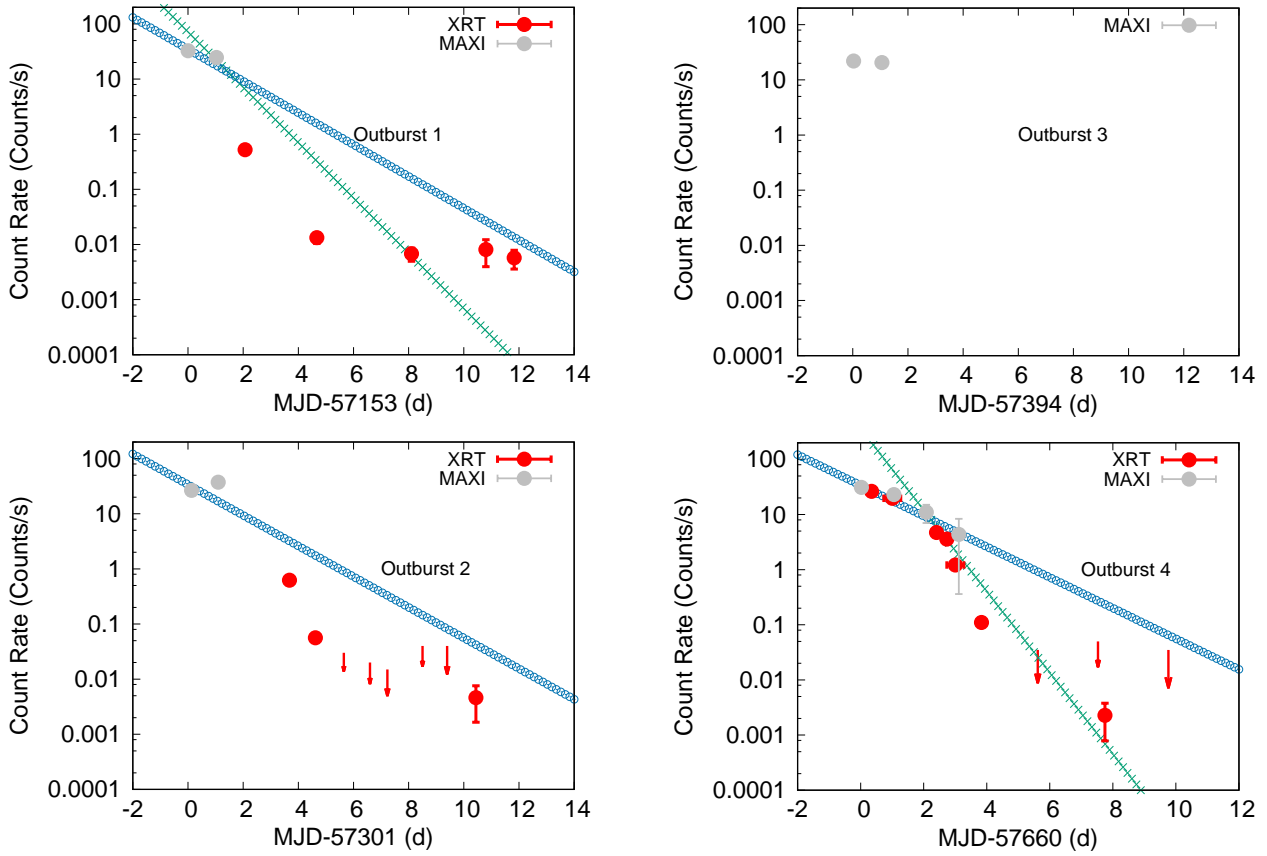 Count Rate (Counts/s)
100
10
1
0.1
0.01
0.001
0.0001
-2 0 2 4 6 8 10 12 14
MJD-57153 (d)
XRT
MAXI
Outburst 1
Count Rate (Counts/s)
100
10
1
0.1
0.01
0.001
0.0001
-2 0 2 4 6 8 10 12 14
MJD-57394 (d)
MAXI
Outburst 3
Count Rate (Counts/s)
100
10
1
0.1
0.01
0.001
0.0001
-2 0 2 4 6 8 10 12 14
MJD-57301 (d)
XRT
MAXI
Outburst 2
Count Rate (Counts/s)
100
10
1
0.1
0.01
0.001
0.0001
-2 0 2 4 6 8 10 12
MJD-57660 (d)
XRT
MAXI
Outburst 4